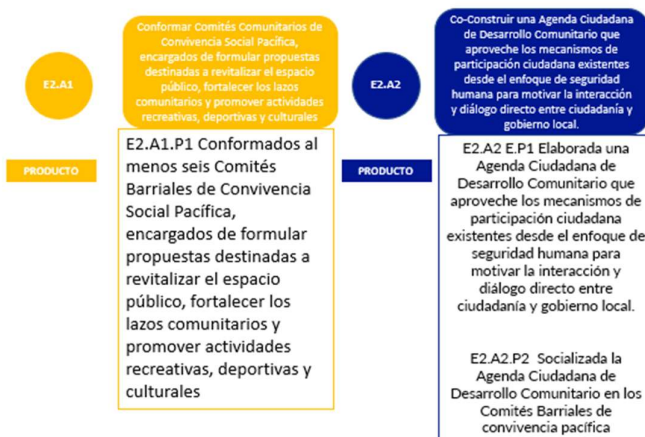 E2.A1
Conformar Comités Comunitarios de
Convivencia Social Pacífica,
encargados de formular propuestas
destinadas a revitalizar el espacio
público, fortalecer los lazos
comunitarios y promover actividades
recreativas, deportivas y culturales
PRODUCTO
E2.A1.P1 Conformados al
menos seis Comités
Barriales de Convivencia
Social Pacífica,
encargados de formular
propuestas destinadas a
revitalizar el espacio
público, fortalecer los
lazos comunitarios y
promover actividades
recreativas, deportivas y
culturales
E2.A2
Co-Construir una Agenda Ciudadana
de Desarrollo Comunitario que
aproveche los mecanismos de
participación ciudadana existentes
desde el enfoque de seguridad
humana para motivar la interacción
y diálogo directo entre ciudadanía y
gobierno local.
PRODUCTO
E2.A2 E.P1 Elaborada una
Agenda Ciudadana de
Desarrollo Comunitario que
aproveche los mecanismos de
participación ciudadana
existentes desde el enfoque de
seguridad humana para
motivar la interacción y
diálogo directo entre
ciudadanía y gobierno local.
E2.A2.P2 Socializada la
Agenda Ciudadana de
Desarrollo Comunitario en los
Comités Barriales de
convivencia pacífica